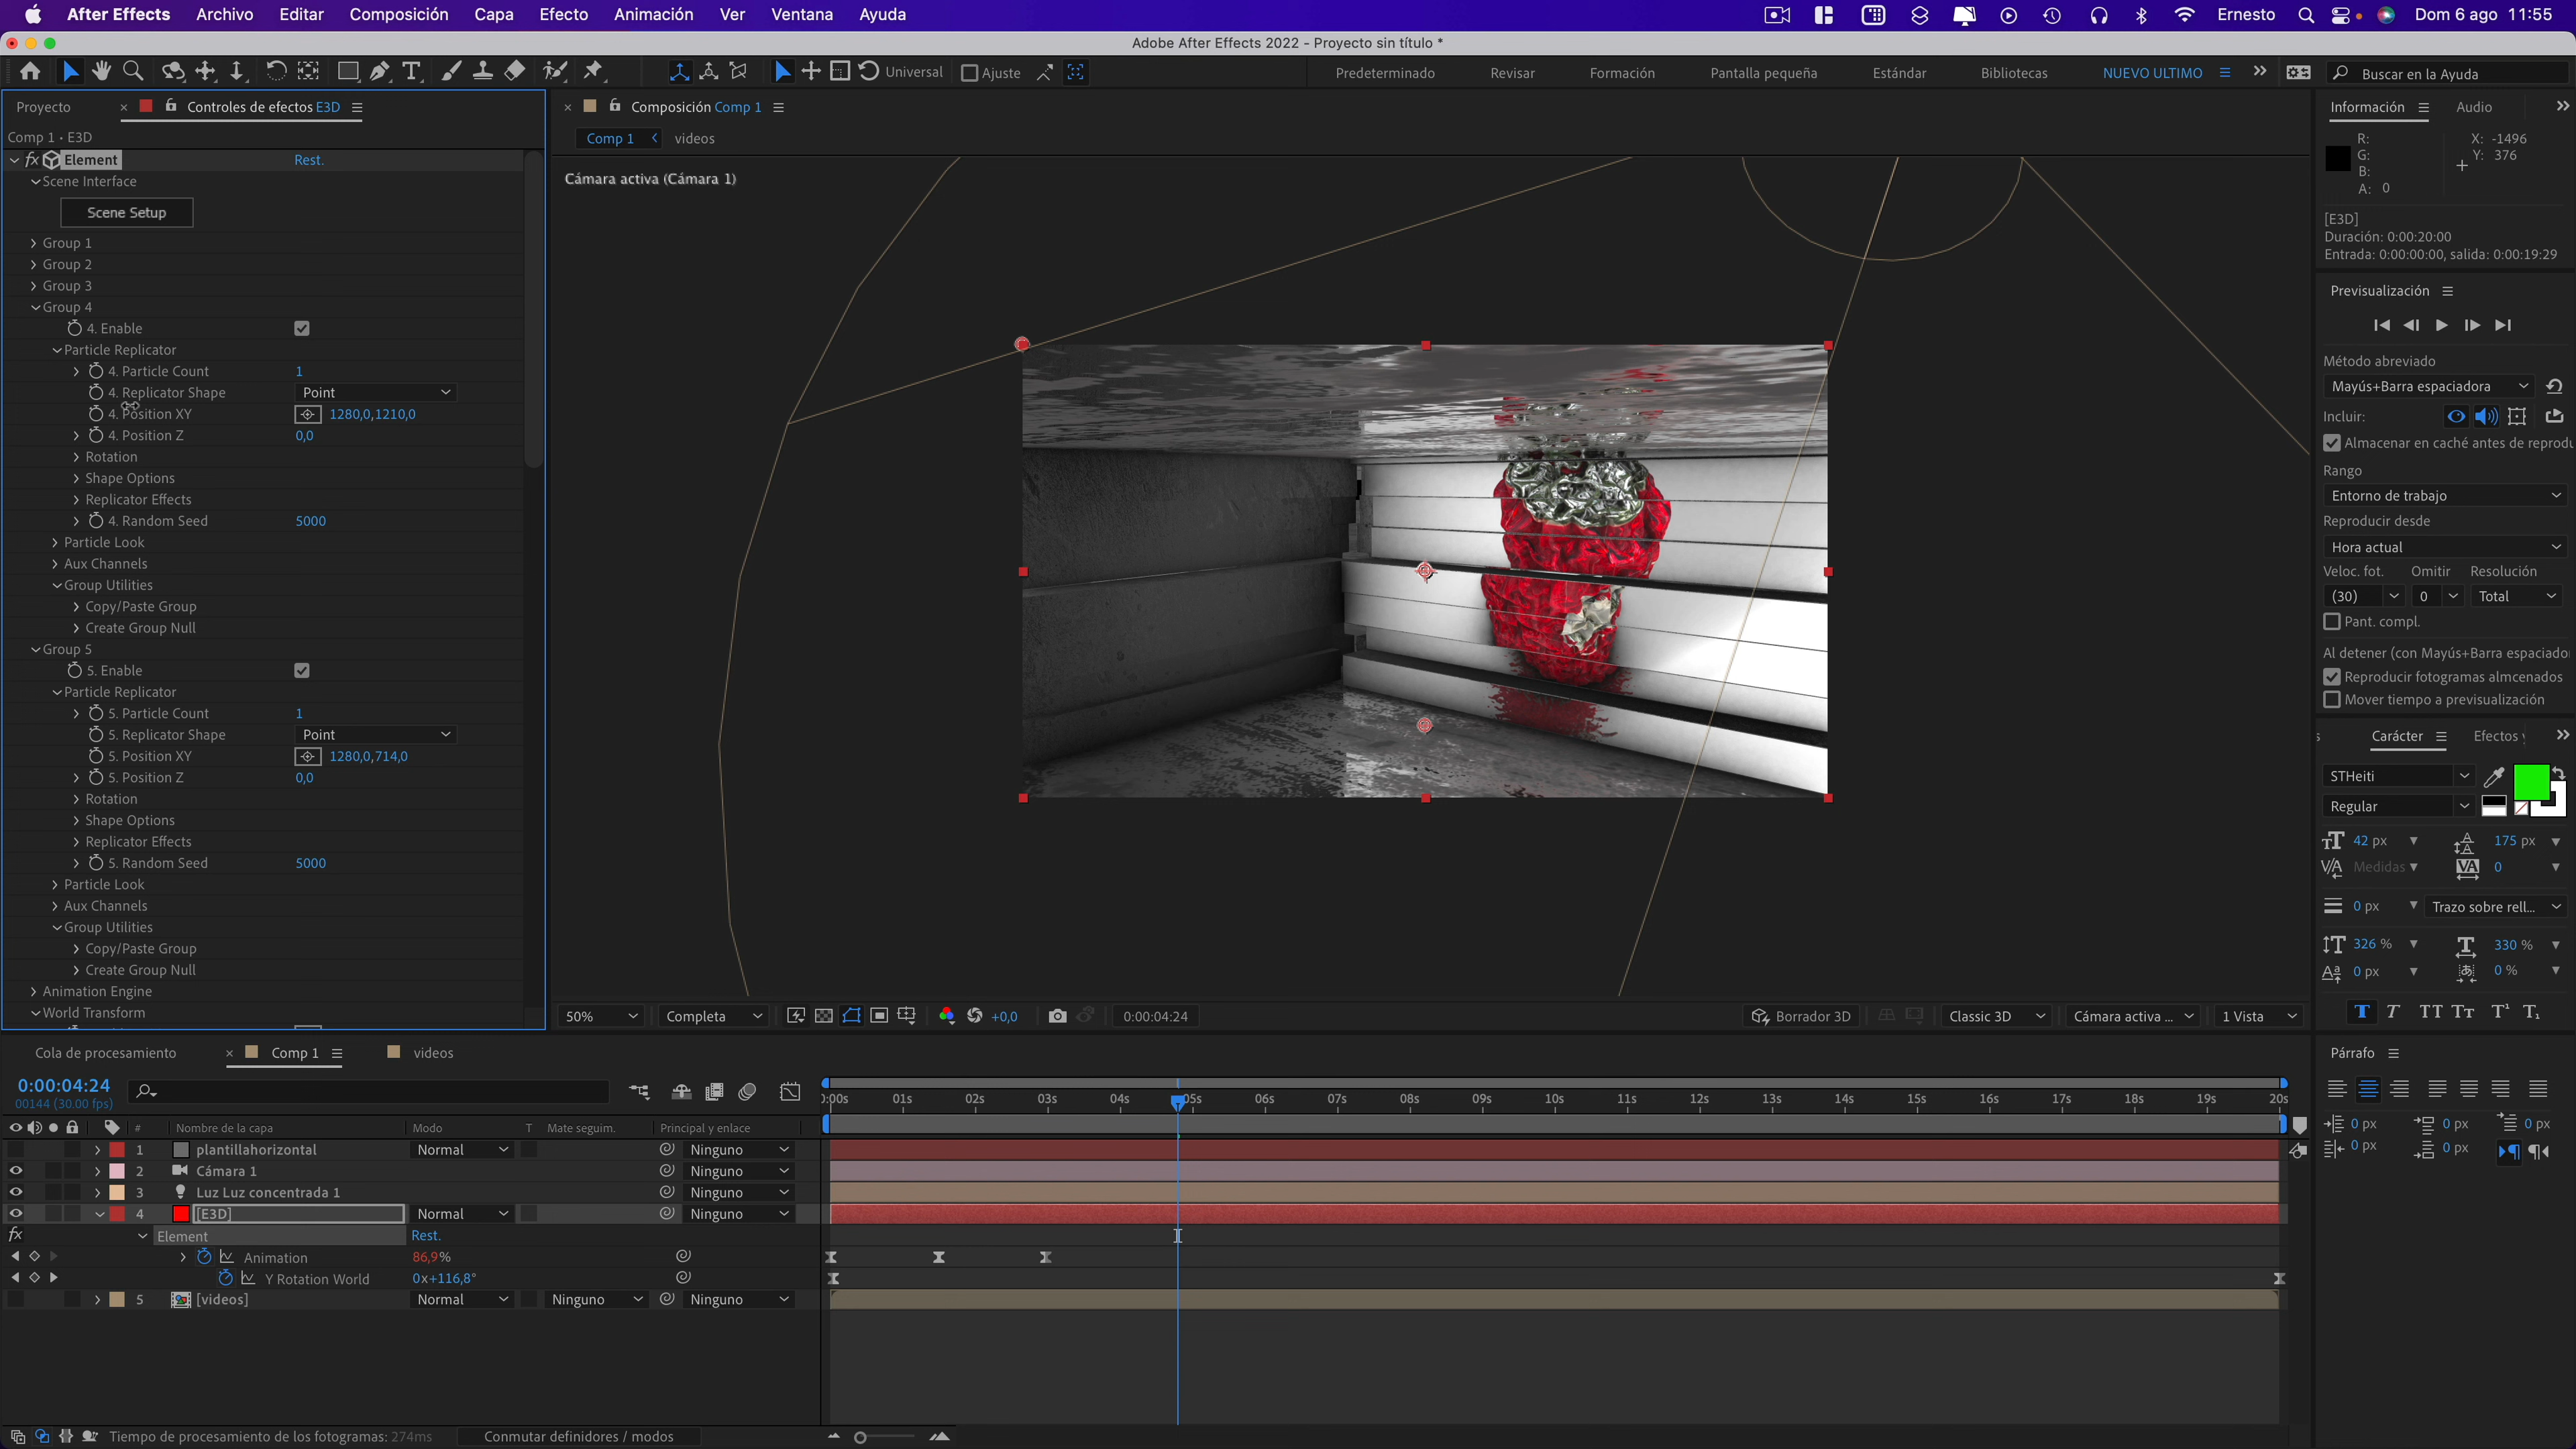 After Effects Archivo Editar Composición Capa Efecto Animación Ver Ventana Ayuda Ernesto Dom 6 ago 11:55
Adobe After Effects 2022 - Proyecto sin título *
Universal Ajuste Predeterminado Revisar Formación Pantalla pequeña Estándar Bibliotecas NUEVO ULTIMO Buscar en la Ayuda
Proyecto Controles de efectos E3D
Comp 1 • E3D
fx Element Rest.
Scene Interface
Scene Setup
Group 1
Group 2
Group 3
Group 4
4. Enable
Particle Replicator
4. Particle Count 1
4. Replicator Shape Point
4. Position XY 1280,0,1210,0
4. Position Z 0,0
Rotation
Shape Options
Replicator Effects
4. Random Seed 5000
Particle Look
Aux Channels
Group Utilities
Copy/Paste Group
Create Group Null
Group 5
5. Enable
Particle Replicator
5. Particle Count 1
5. Replicator Shape Point
5. Position XY 1280,0,714,0
5. Position Z 0,0
Rotation
Shape Options
Replicator Effects
5. Random Seed 5000
Particle Look
Aux Channels
Group Utilities
Copy/Paste Group
Create Group Null
Animation Engine
World Transform
Composición Comp 1
Comp 1 videos
Cámara activa (Cámara 1)
50% Completa +0,0 0:00:04:24 Borrador 3D Classic 3D Cámara activa ... 1 Vista
Información Audio
R: X: -1496
G: Y: 376
B:
A: 0
[E3D]
Duración: 0:00:20:00
Entrada: 0:00:00:00, salida: 0:00:19:29
Previsualización
Método abreviado
Mayús+Barra espaciadora
Incluir:
Almacenar en caché antes de reprodu
Rango
Entorno de trabajo
Reproducir desde
Hora actual
Veloc. fot. Omitir Resolución
(30) 0 Total
Pant. compl.
Al detener (con Mayús+Barra espaciado
Reproducir fotogramas almcenados
Mover tiempo a previsualización
s Carácter Efectos y
STHeiti
Regular
42 px 175 px
Medidas 0
0 px Trazo sobre rell...
326 % 330 %
0 px 0 %
T T TT Tt T¹ T₁
Párrafo
0 px 0 px 0 px
0 px 0 px
Cola de procesamiento Comp 1 videos
0:00:04:24
00144 (30.00 fps)
0:00s 01s 02s 03s 04s 05s 06s 07s 08s 09s 10s 11s 12s 13s 14s 15s 16s 17s 18s 19s 20s
# Nombre de la capa Modo T Mate seguim. Principal y enlace
1 plantillahorizontal Normal Ninguno
2 Cámara 1 Ninguno
3 Luz Luz concentrada 1 Ninguno
4 [E3D] Normal Ninguno
fx Element Rest.
Animation 86,9%
Y Rotation World 0x+116,8°
5 [videos] Normal Ninguno Ninguno
Tiempo de procesamiento de los fotogramas: 274ms Conmutar definidores / modos